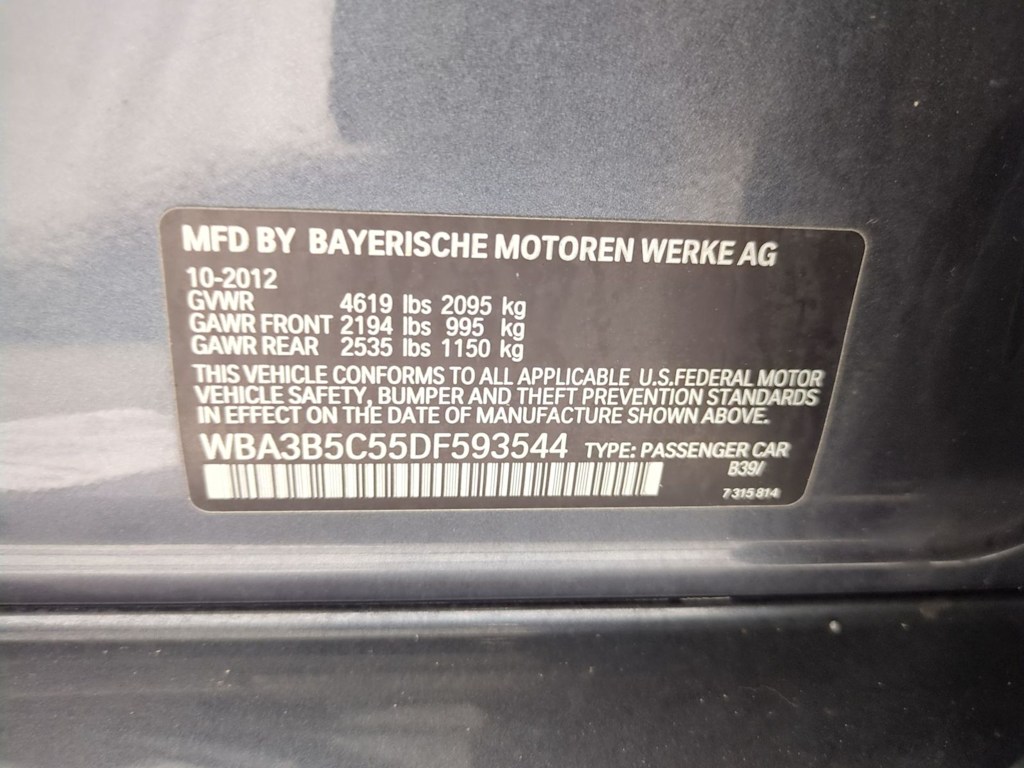 MFD BY BAYERISCHE MOTOREN WERKE AG
10-2012
GVWR 4619 lbs 2095 kg
GAWR FRONT 2194 lbs 995 kg
GAWR REAR 2535 lbs 1150 kg
THIS VEHICLE CONFORMS TO ALL APPLICABLE U.S.FEDERAL MOTOR
VEHICLE SAFETY, BUMPER AND THEFT PREVENTION STANDARDS
IN EFFECT ON THE DATE OF MANUFACTURE SHOWN ABOVE.
WBA3B5C55DF593544 TYPE: PASSENGER CAR
B39/
7 315 814